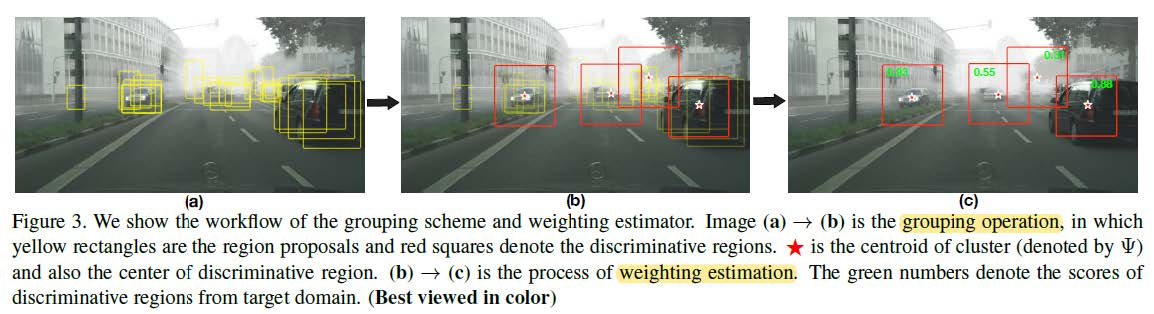 0.93 0.55 0.88
(a) (b) (c)
Figure 3. We show the workflow of the grouping scheme and weighting estimator. Image (a) → (b) is the grouping operation, in which
yellow rectangles are the region proposals and red squares denote the discriminative regions. ★ is the centroid of cluster (denoted by Ψ)
and also the center of discriminative region. (b) → (c) is the process of weighting estimation. The green numbers denote the scores of
discriminative regions from target domain. (Best viewed in color)